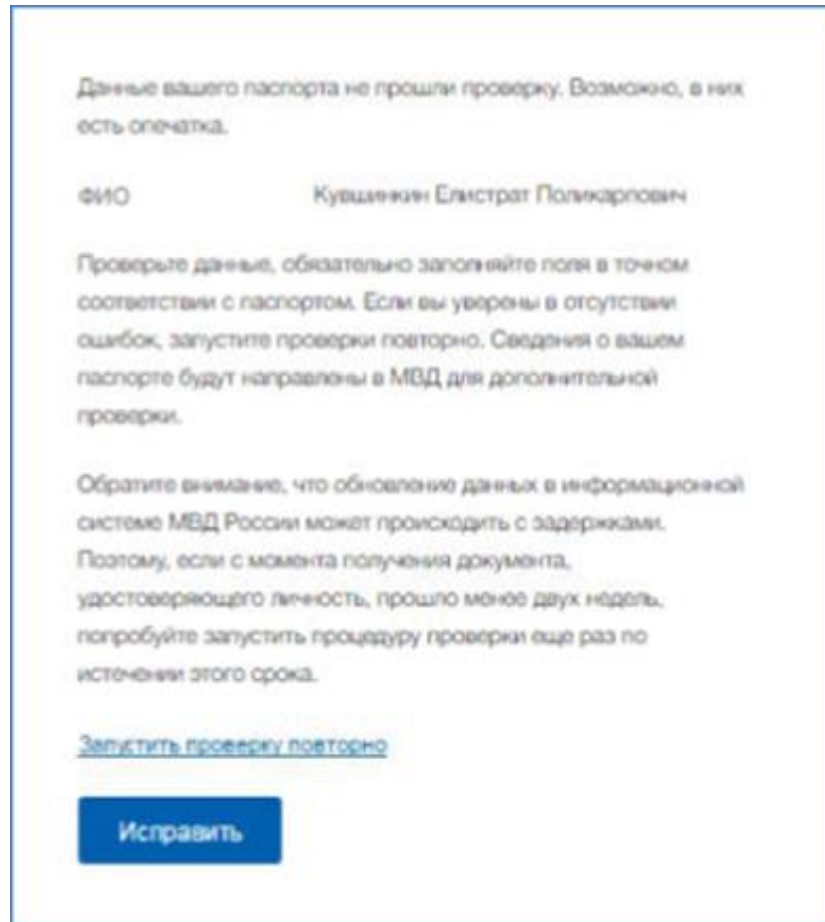 Данные вашего паспорта не прошли проверку. Возможно, в них
есть опечатка.
ФИО Кувшинкин Елистрат Поликарпович
Проверьте данные, обязательно заполняйте поля в точном
соответствии с паспортом. Если вы уверены в отсутствии
ошибок, запустите проверки повторно. Сведения о вашем
паспорте будут направлены в МВД для дополнительной
проверки.
Обратите внимание, что обновление данных в информационной
системе МВД России может происходить с задержками.
Поэтому, если с момента получения документа,
удостоверяющего личность, прошло менее двух недель,
попробуйте запустить процедуру проверки еще раз по
истечении этого срока.
Запустить проверку повторно
Исправить